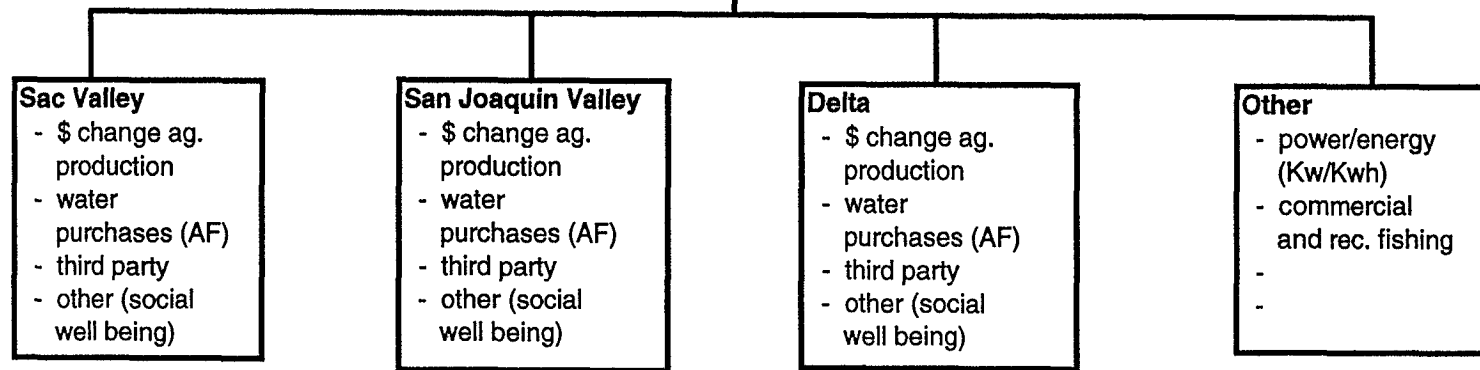 Sac Valley
- $ change ag.
production
- water
purchases (AF)
- third party
- other (social
well being)
San Joaquin Valley
- $ change ag.
production
- water
purchases (AF)
- third party
- other (social
well being)
Delta
- $ change ag.
production
- water
purchases (AF)
- third party
- other (social
well being)
Other
- power/energy
(Kw/Kwh)
- commercial
and rec. fishing
-
-